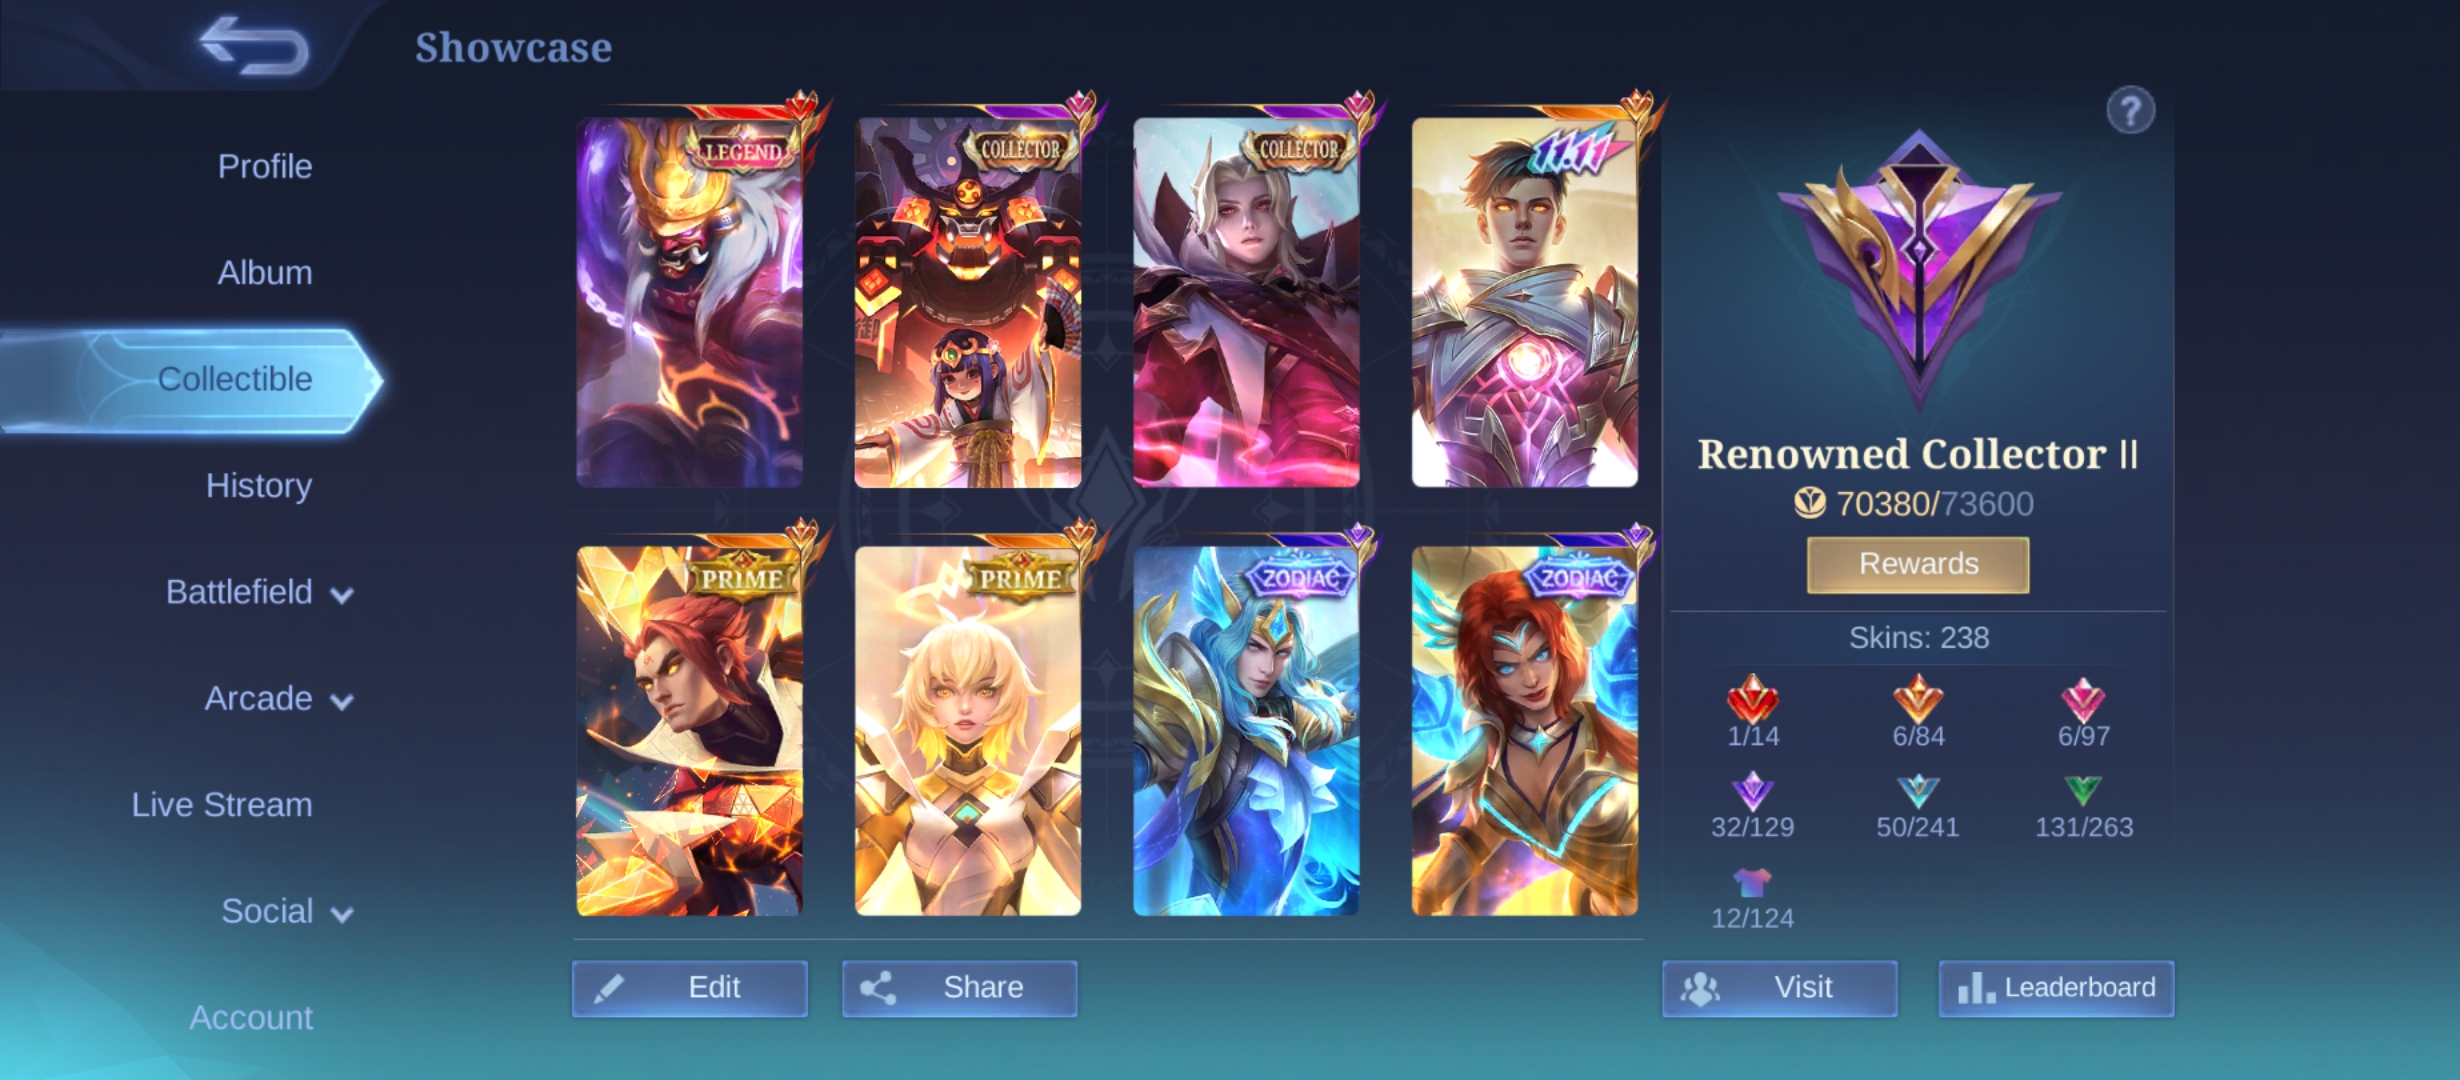 Showcase
Profile
Album
Collectible
History
Battlefield
Arcade
Live Stream
Social
Account
LEGEND
COLLECTOR
COLLECTOR
11.11
PRIME
PRIME
ZODIAC
ZODIAC
Edit
Share
?
Renowned Collector II
70380/73600
Rewards
Skins: 238
1/14
6/84
6/97
32/129
50/241
131/263
12/124
Visit
Leaderboard